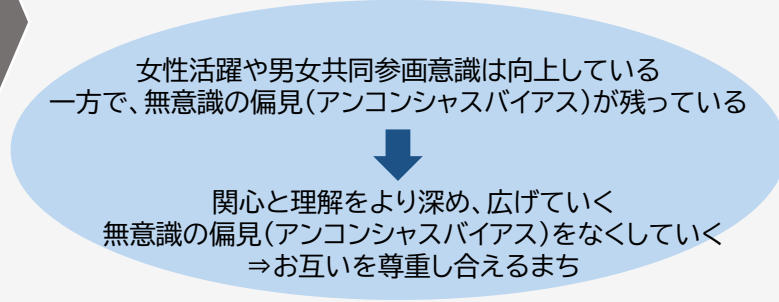 女性活躍や男女共同参画意識は向上している
一方で、無意識の偏見(アンコンシャスバイアス)が残っている
関心と理解をより深め、広げていく
無意識の偏見(アンコンシャスバイアス)をなくしていく
⇒お互いを尊重し合えるまち